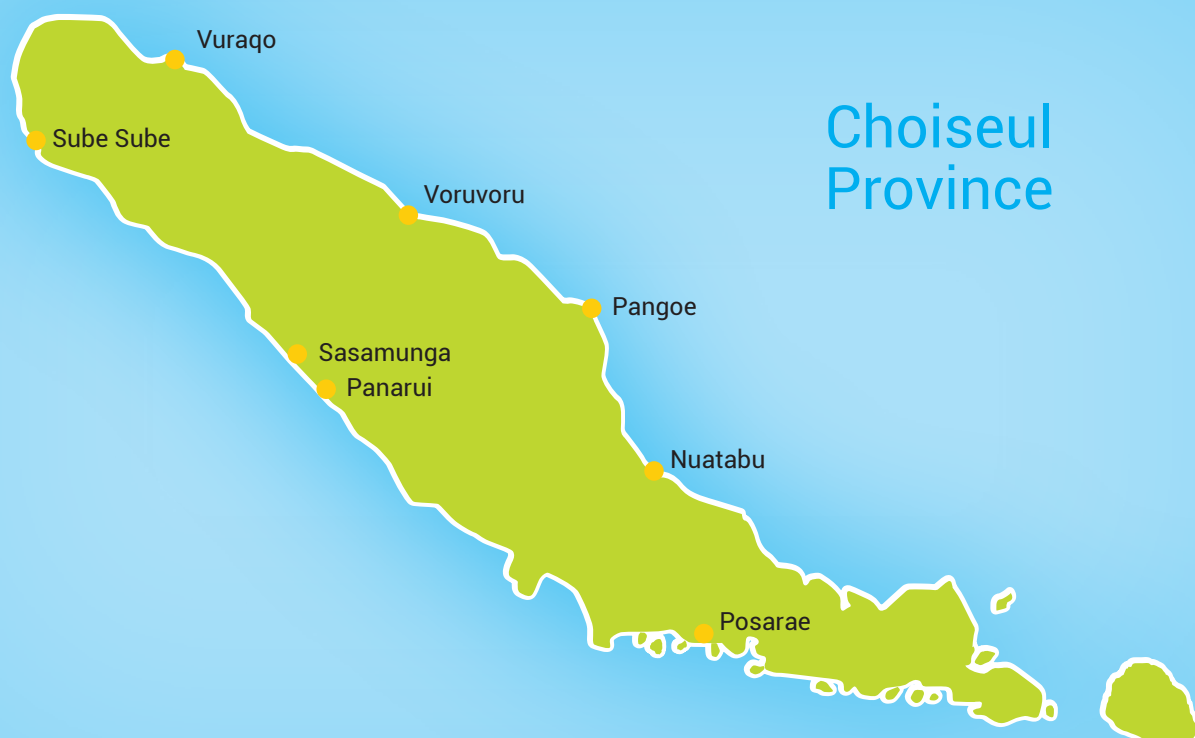 Vuraqo
Choiseul
Province
Sube Sube
Voruvoru
Pangoe
Sasamunga
Panarui
Nuatabu
Posarae